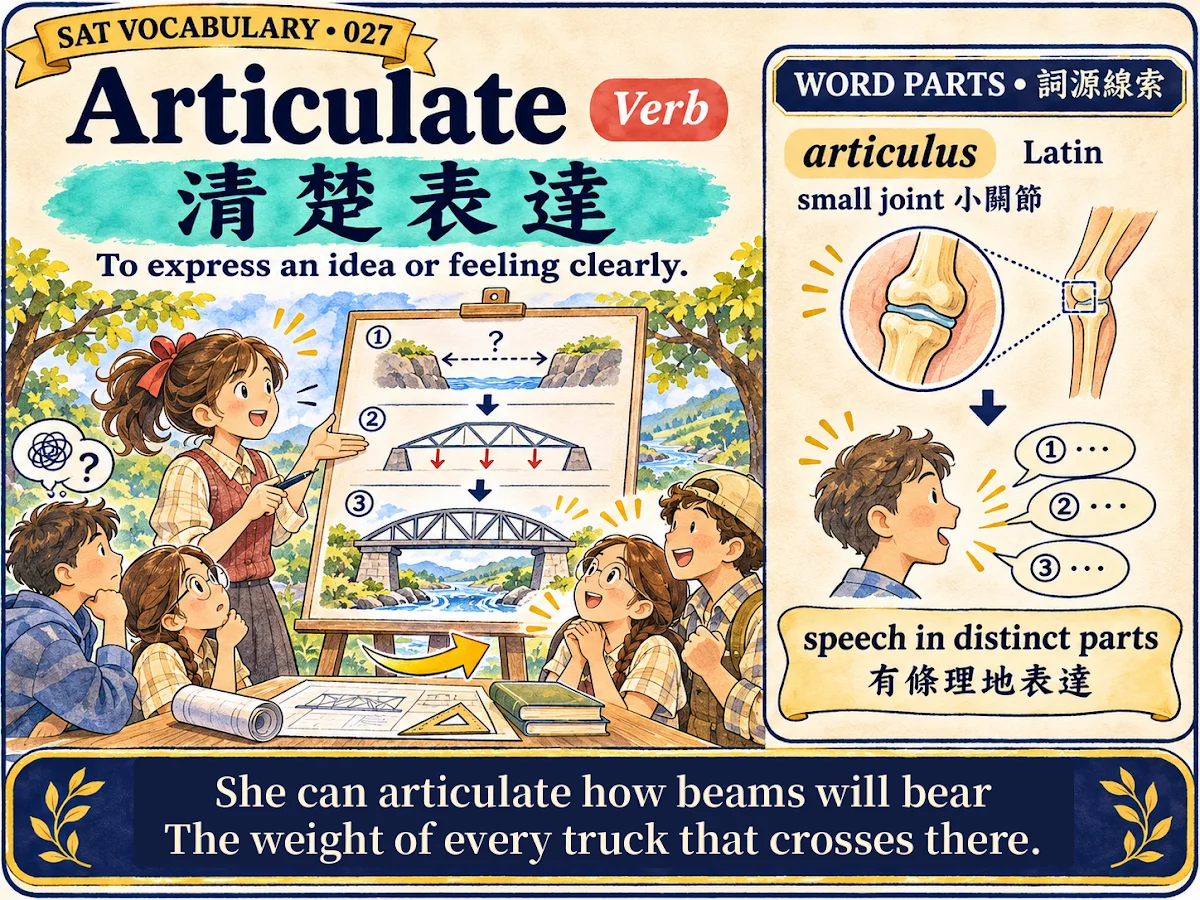 SAT VOCABULARY • 027
Articulate
Verb
清楚表達
To express an idea or feeling clearly.
?
① ?
②
③
WORD PARTS • 詞源線索
articulus Latin
small joint 小關節
① ···
② ···
③ ···
speech in distinct parts
有條理地表達
She can articulate how beams will bear
The weight of every truck that crosses there.